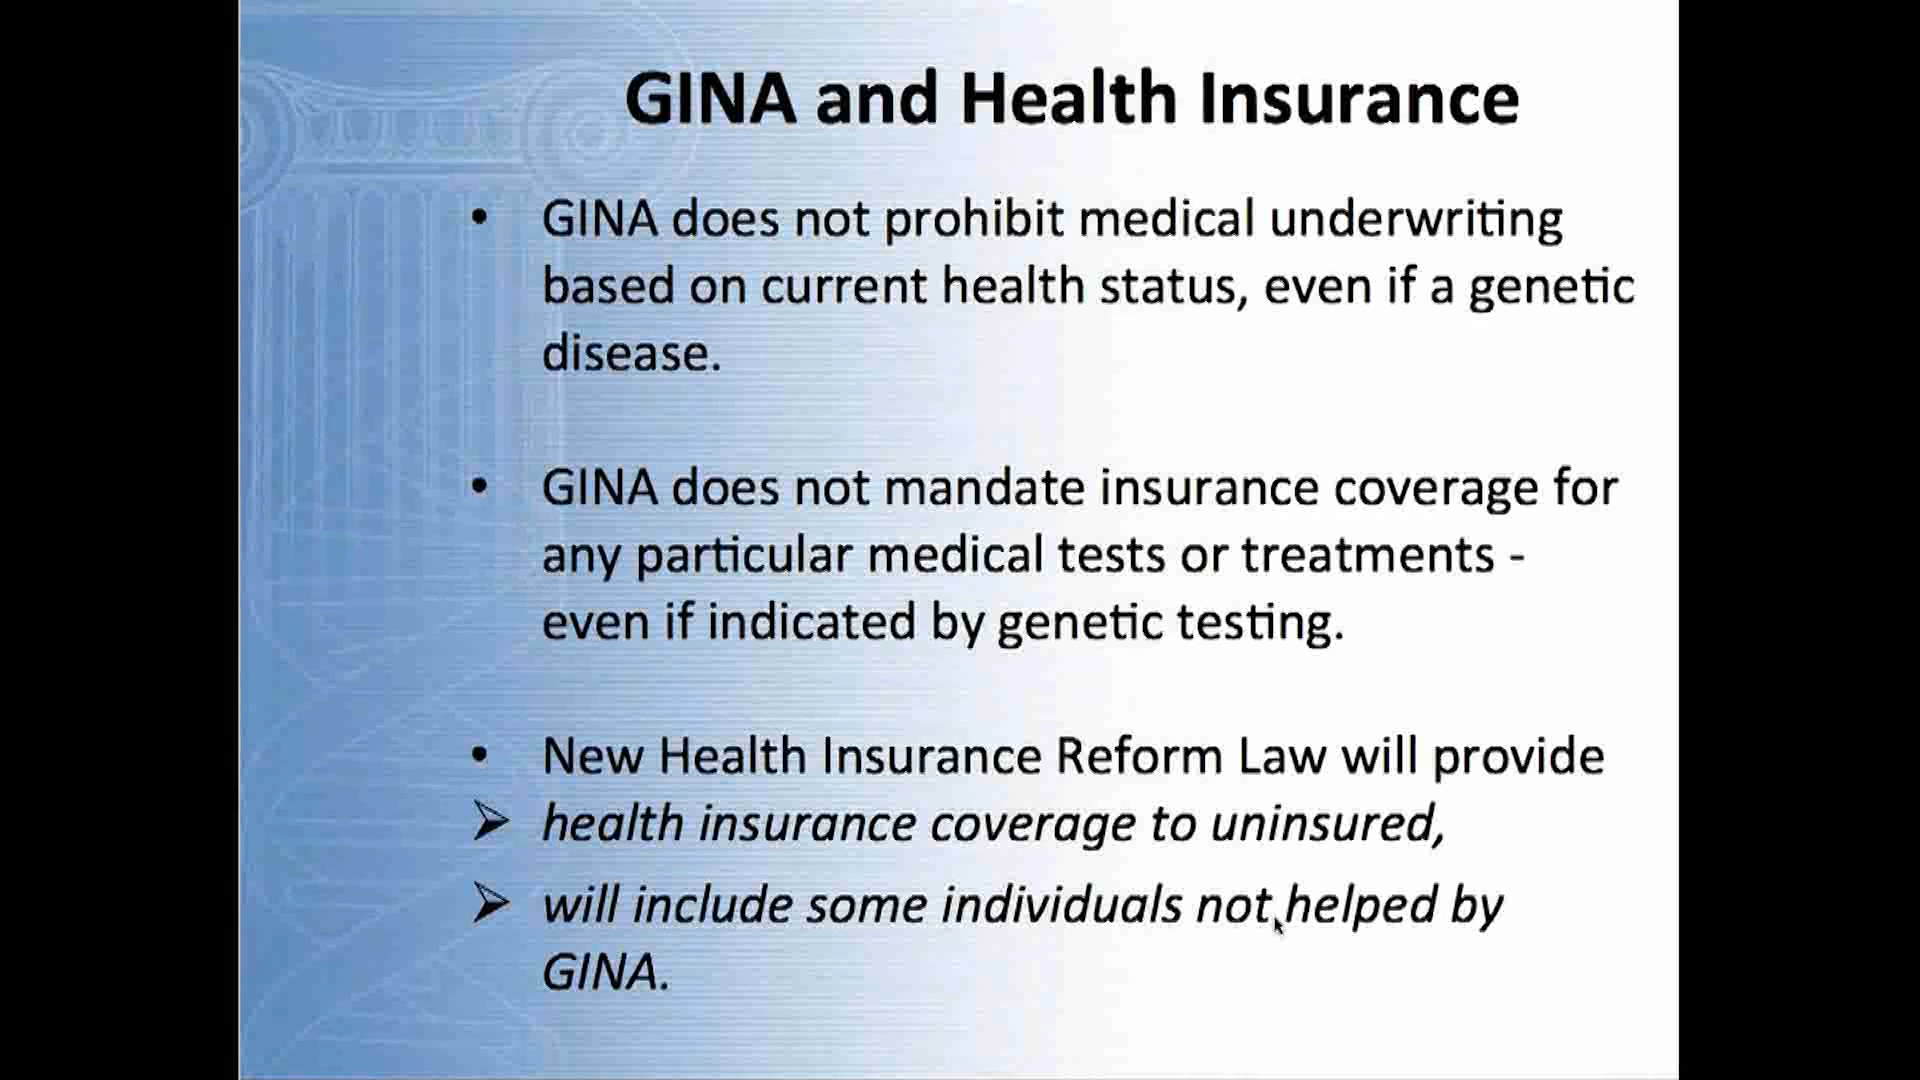 GINA and Health Insurance
• GINA does not prohibit medical underwriting
based on current health status, even if a genetic
disease.
• GINA does not mandate insurance coverage for
any particular medical tests or treatments -
even if indicated by genetic testing.
• New Health Insurance Reform Law will provide
➢ health insurance coverage to uninsured,
➢ will include some individuals not helped by
GINA.